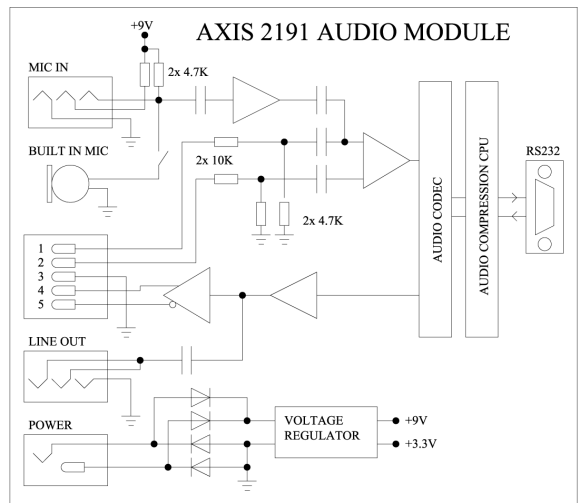 AXIS 2191 AUDIO MODULE
+9V
MIC IN
2x 4.7K
BUILT IN MIC
2x 10K
2x 4.7K
AUDIO CODEC
AUDIO COMPRESSION CPU
RS232
1
2
3
4
5
LINE OUT
POWER
VOLTAGE
REGULATOR
+9V
+3.3V